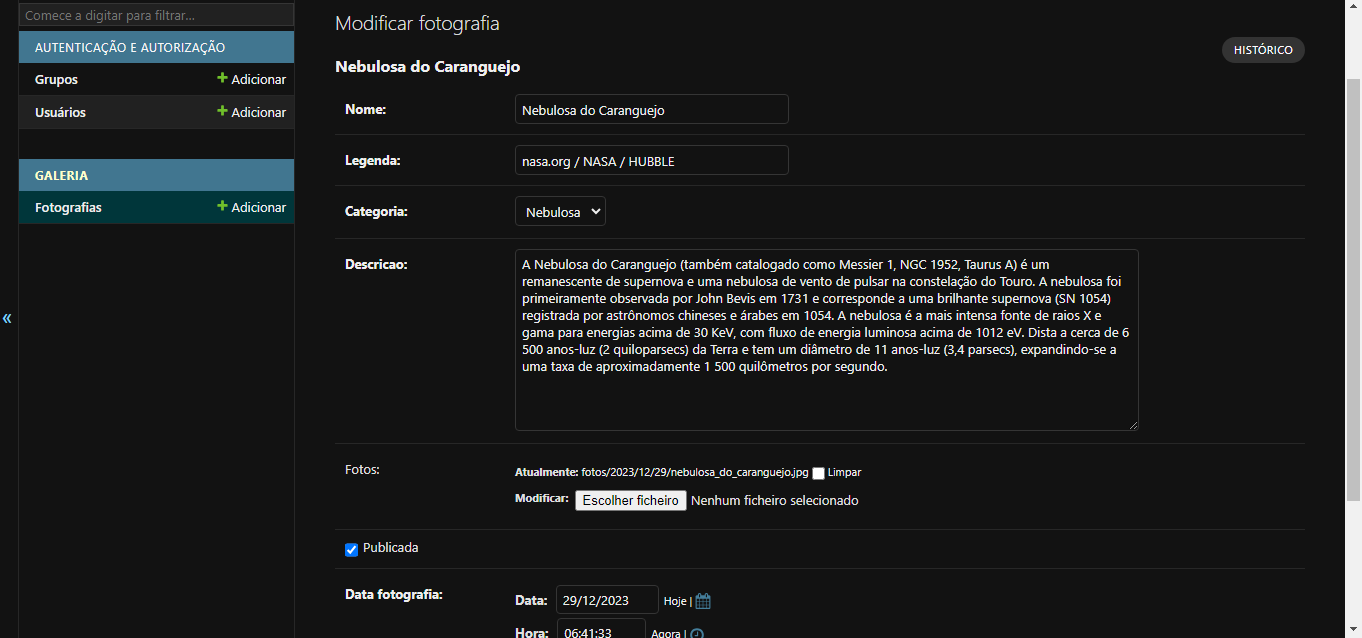 Comece a digitar para filtrar...
AUTENTICAÇÃO E AUTORIZAÇÃO
Grupos + Adicionar
Usuários + Adicionar
GALERIA
Fotografias + Adicionar
«
Modificar fotografia
HISTÓRICO
Nebulosa do Caranguejo
Nome: Nebulosa do Caranguejo
Legenda: nasa.org / NASA / HUBBLE
Categoria: Nebulosa
Descricao:
A Nebulosa do Caranguejo (também catalogado como Messier 1, NGC 1952, Taurus A) é um
remanescente de supernova e uma nebulosa de vento de pulsar na constelação do Touro. A nebulosa foi
primeiramente observada por John Bevis em 1731 e corresponde a uma brilhante supernova (SN 1054)
registrada por astrônomos chineses e árabes em 1054. A nebulosa é a mais intensa fonte de raios X e
gama para energias acima de 30 KeV, com fluxo de energia luminosa acima de 1012 eV. Dista a cerca de 6
500 anos-luz (2 quiloparsecs) da Terra e tem um diâmetro de 11 anos-luz (3,4 parsecs), expandindo-se a
uma taxa de aproximadamente 1 500 quilômetros por segundo.
Fotos: Atualmente: fotos/2023/12/29/nebulosa_do_caranguejo.jpg Limpar
Modificar: Escolher ficheiro Nenhum ficheiro selecionado
Publicada
Data fotografia: Data: 29/12/2023 Hoje |
Hora: 06:41:33 Agora |